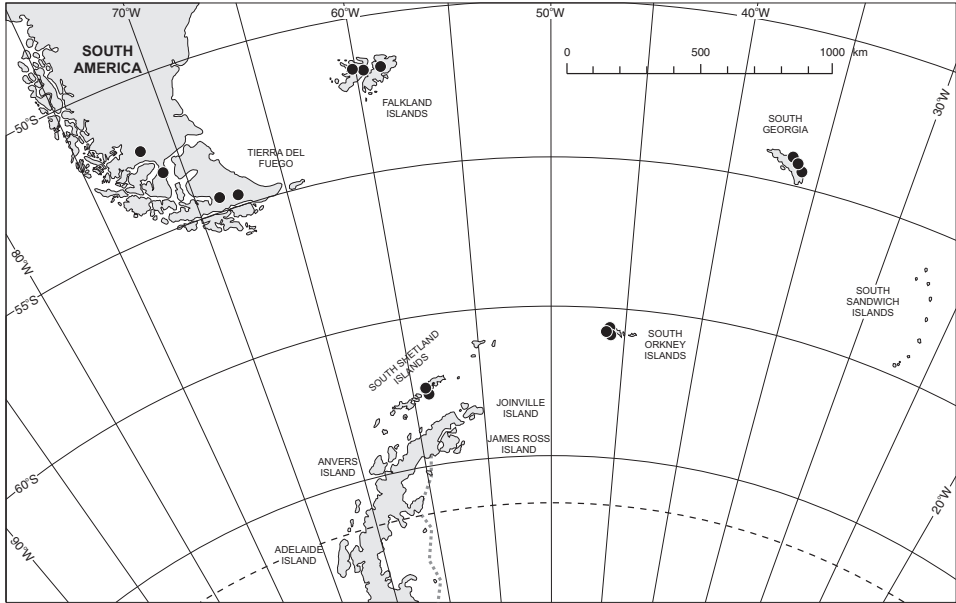 70°W
60°W
50°W
40°W
SOUTH
AMERICA
0
500
1000 km
30°W
FALKLAND
ISLANDS
50°S
SOUTH
GEORGIA
TIERRA DEL
FUEGO
80°W
55°S
SOUTH
SANDWICH
ISLANDS
SOUTH SHETLAND
ISLANDS
SOUTH
ORKNEY
ISLANDS
JOINVILLE
ISLAND
JAMES ROSS
ISLAND
ANVERS
ISLAND
60°S
20°W
90°W
ADELAIDE
ISLAND